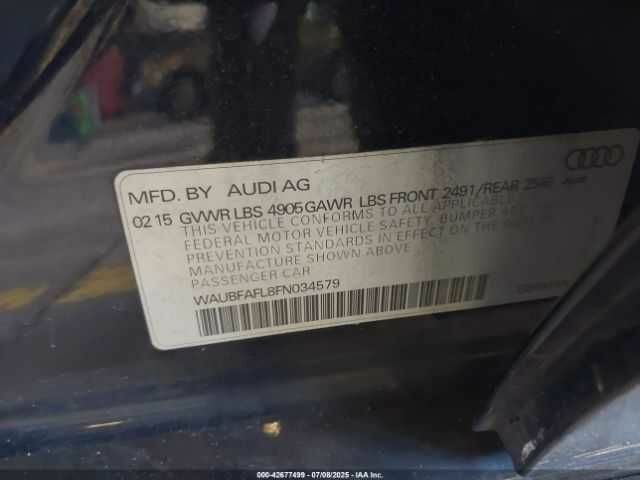 MFD. BY AUDI AG
02 15 GVWR LBS 4905 GAWR LBS FRONT 2491/REAR
THIS VEHICLE CONFORMS TO ALL APPLICABLE
FEDERAL MOTOR VEHICLE SAFETY, BUMPER
PREVENTION STANDARDS IN EFFECT ON THE
MANUFACTURE SHOWN ABOVE
PASSENGER CAR
WAUBFAFL8FN034579
000-42677499 07/08/2025 - IAA Inc.